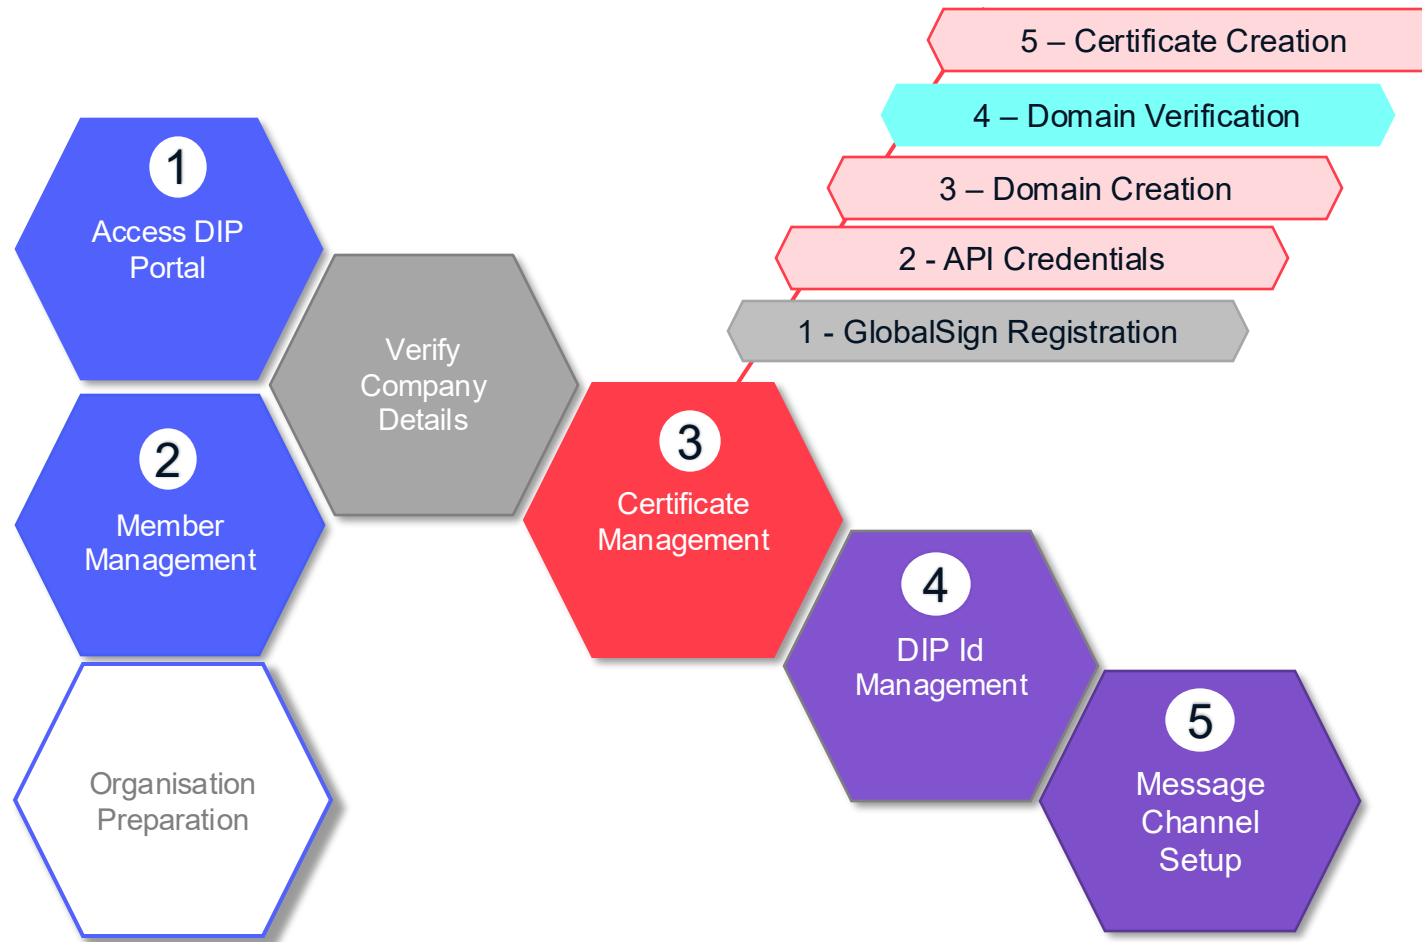 5 – Certificate Creation
4 – Domain Verification
3 – Domain Creation
2 - API Credentials
1 - GlobalSign Registration
1
Access DIP
Portal
Verify
Company
Details
2
Member
Management
3
Certificate
Management
4
DIP Id
Management
5
Message
Channel
Setup
Organisation
Preparation